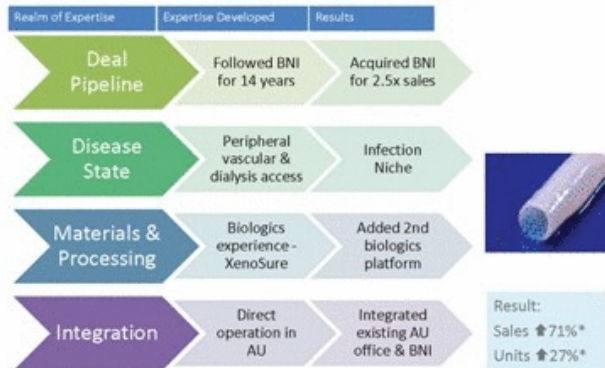 Realm of Expertise
Expertise Developed
Results
Deal
Pipeline
Followed BNI
for 14 years
Acquired BNI
for 2.5x sales
Disease
State
Peripheral
vascular &
dialysis access
Infection
Niche
Materials &
Processing
Biologics
experience -
XenoSure
Added 2nd
biologics
platform
Integration
Direct
operation in
AU
Integrated
existing AU
office & BNI
Result:
Sales ⬆71%*
Units ⬆27%*